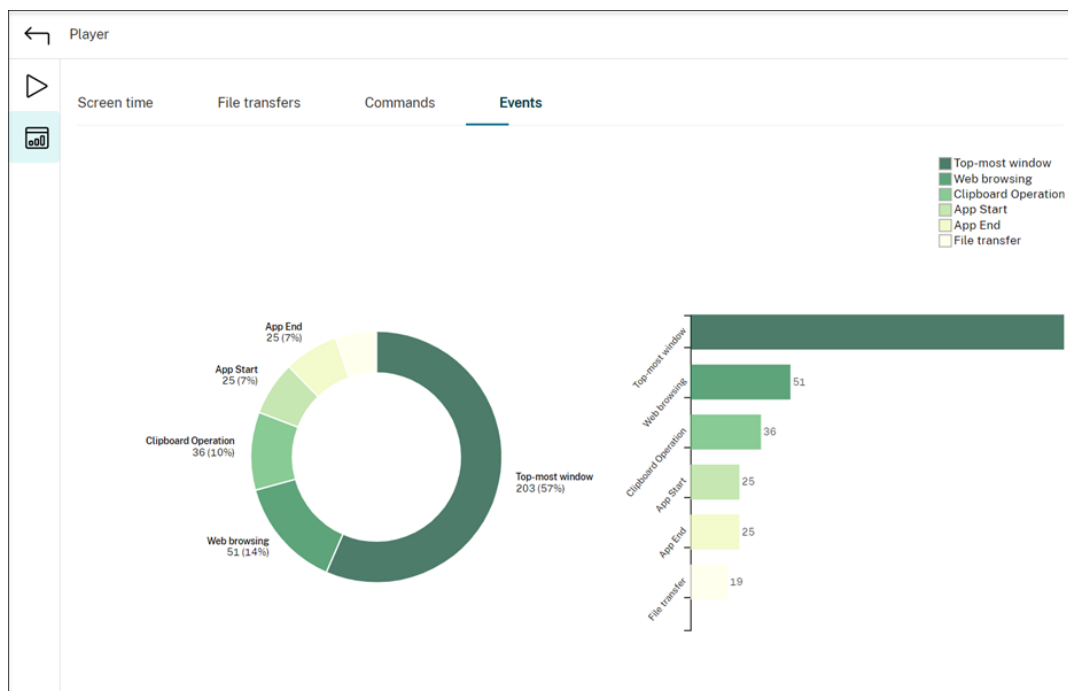 Player
Screen time
File transfers
Commands
Events
Top-most window
Web browsing
Clipboard Operation
App Start
App End
File transfer
App End
25 (7%)
App Start
25 (7%)
Clipboard Operation
36 (10%)
Web browsing
51 (14%)
Top-most window
203 (57%)
Top-most window
Web browsing
51
Clipboard Operation
36
App Start
25
App End
25
File transfer
19